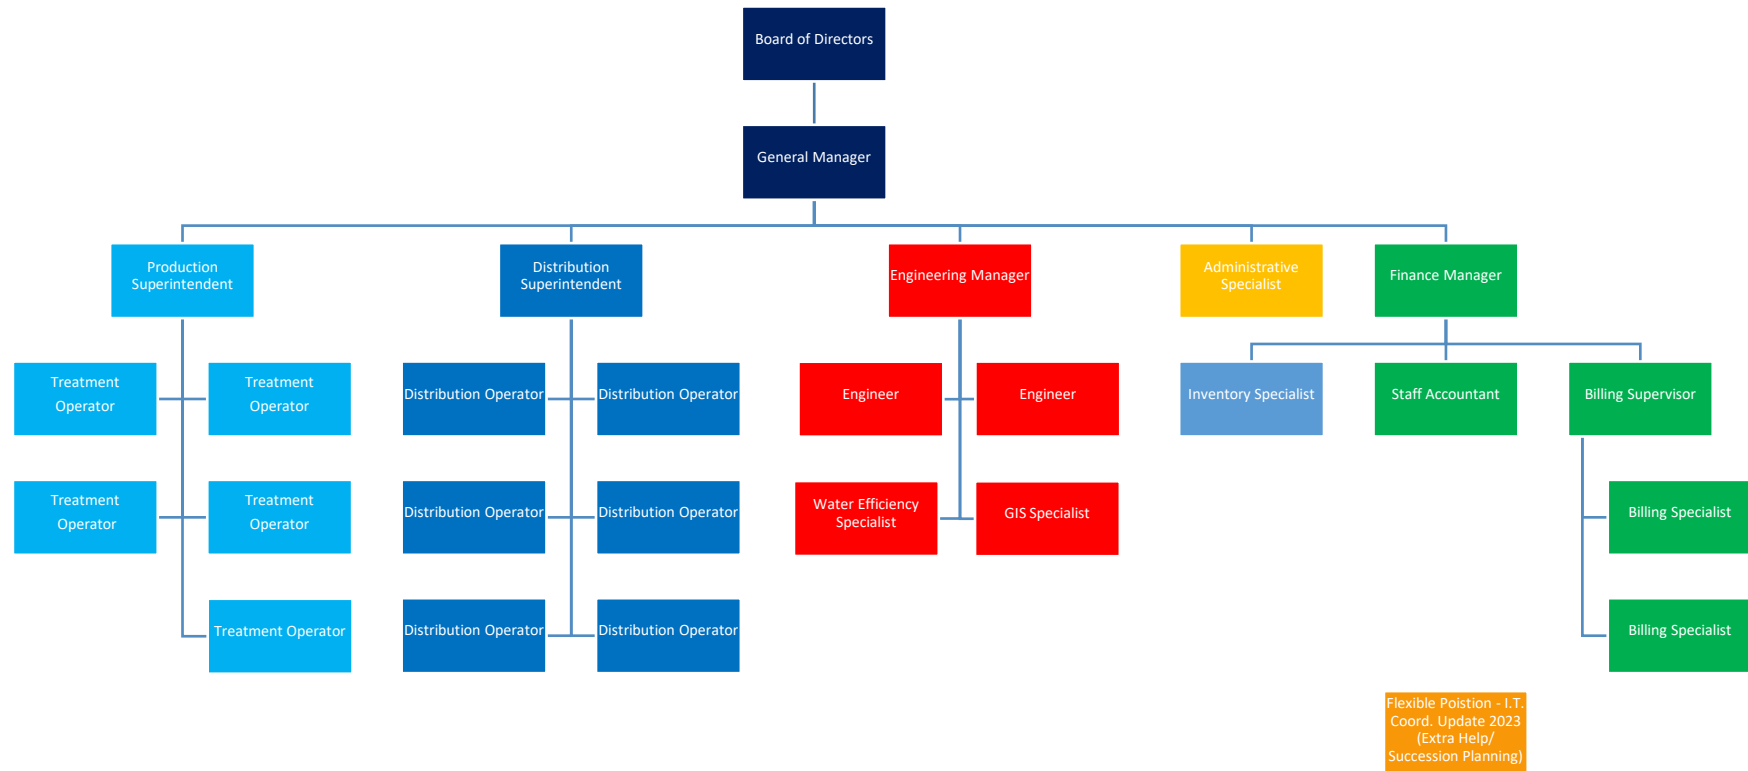 Board of Directors
General Manager
Production
Superintendent
Distribution
Superintendent
Engineering Manager
Administrative
Specialist
Finance Manager
Treatment
Operator
Treatment
Operator
Distribution Operator
Distribution Operator
Engineer
Engineer
Inventory Specialist
Staff Accountant
Billing Supervisor
Treatment
Operator
Treatment
Operator
Distribution Operator
Distribution Operator
Water Efficiency
Specialist
GIS Specialist
Billing Specialist
Treatment Operator
Distribution Operator
Distribution Operator
Billing Specialist
Flexible Poistion - I.T.
Coord. Update 2023
(Extra Help/
Succession Planning)